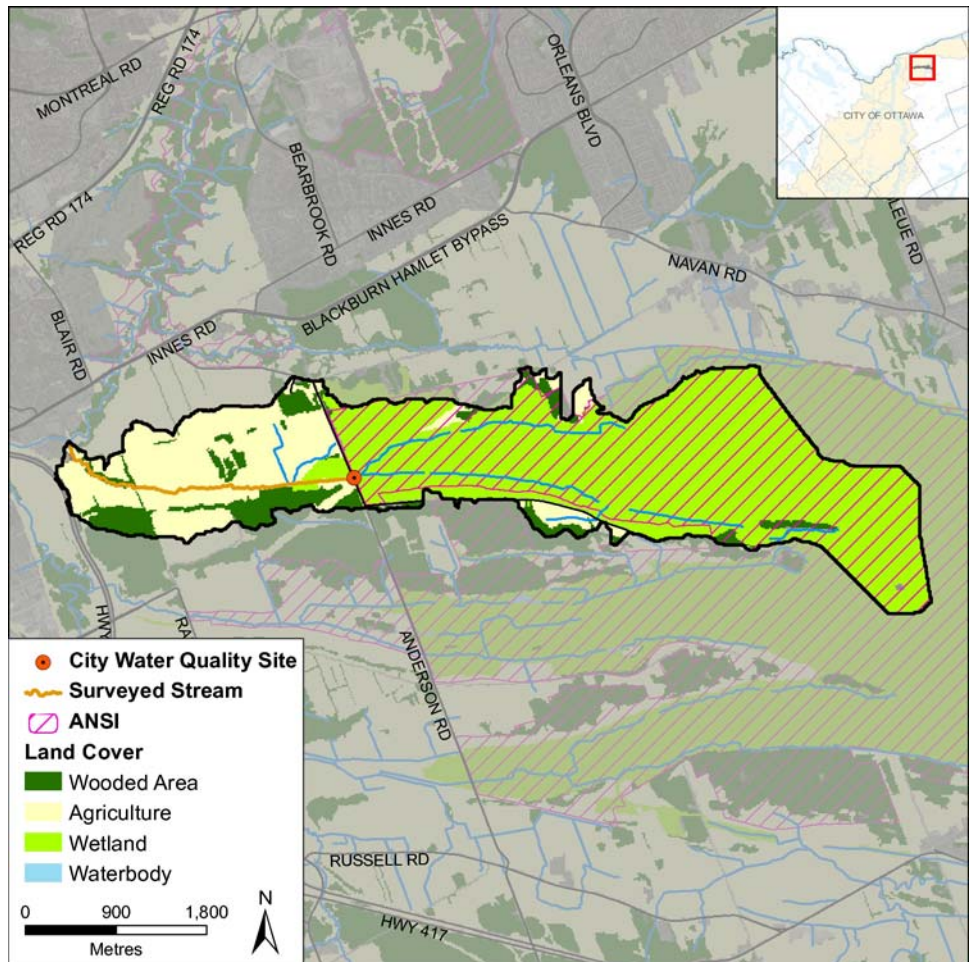 MONTREAL RD
REG RD 174
ORLEANS BLVD
CITY OF OTTAWA
BEARBROOK RD
INNES RD
REG RD 174
BLACKBURN HAMLET BYPASS
NAVAN RD
BLAIR RD
INNES RD
HWY
ANDERSON RD
City Water Quality Site
Surveyed Stream
ANSI
Land Cover
Wooded Area
Agriculture
Wetland
Waterbody
N
0 900 1,800
Metres
RUSSELL RD
HWY 417